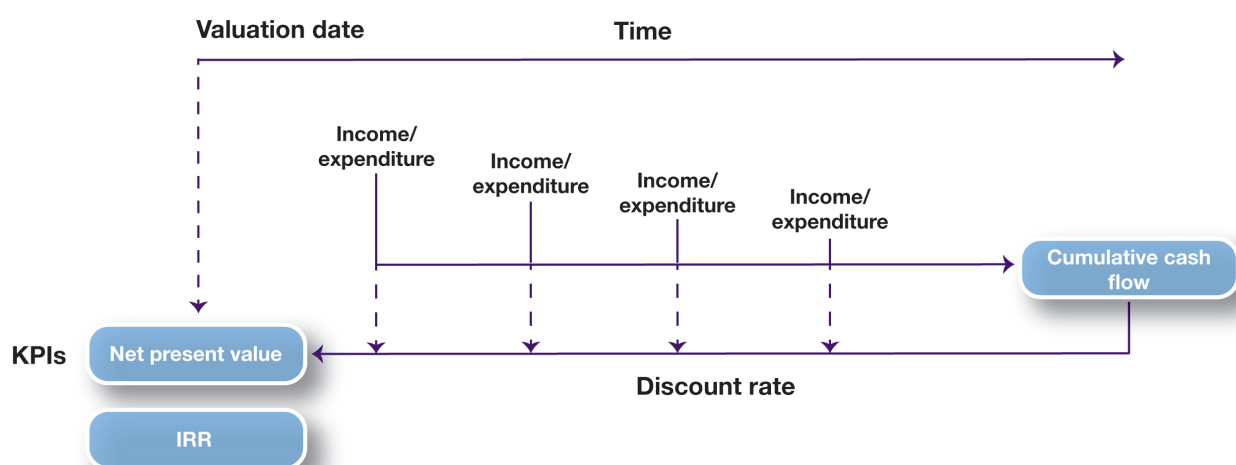 Valuation date
Time
Income/
expenditure
Income/
expenditure
Income/
expenditure
Income/
expenditure
Cumulative cash
flow
KPIs
Net present value
Discount rate
IRR